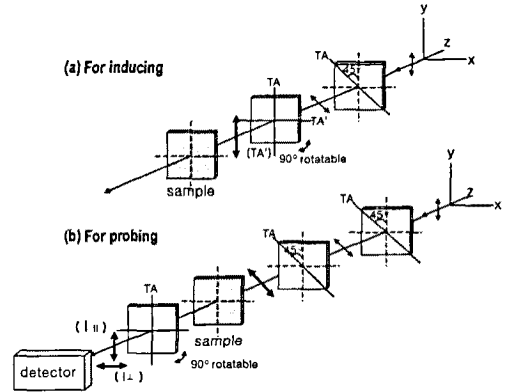 (a) For inducing
TA
45°
y
z
x
TA
TA'
(TA')
90° rotatable
sample
(b) For probing
y
z
x
TA
45°
TA
45°
TA
sample
(I∥)
90° rotatable
(I⊥)
detector